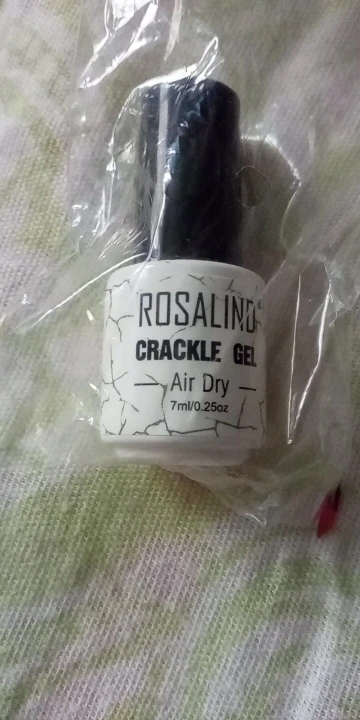 ROSALIND
CRACKLE GEL
Air Dry
7ml/0.25oz